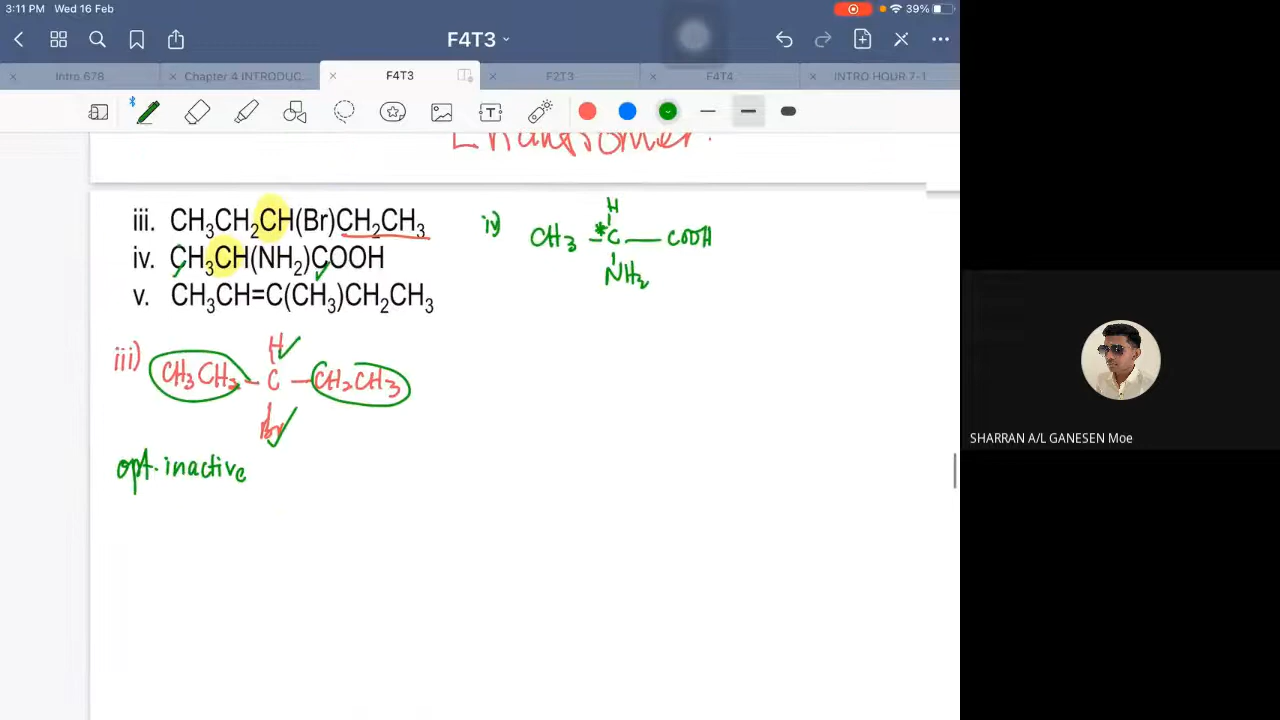 3:11 PM Wed 16 Feb
39%
F4T3
Intro 678
Chapter 4 INTRODUC...
F4T3
F2T3
F4T4
INTRO HOUR 7-1
iii. CH₃CH₂CH(Br)CH₂CH₃
iv. CH₃CH(NH₂)COOH
v. CH₃CH=C(CH₃)CH₂CH₃
iv)
H
CH₃ - *C - COOH
NH₂
iii)
H
CH₃CH₂ - C - CH₂CH₃
Br
opt. inactive
SHARRAN A/L GANESEN Moe